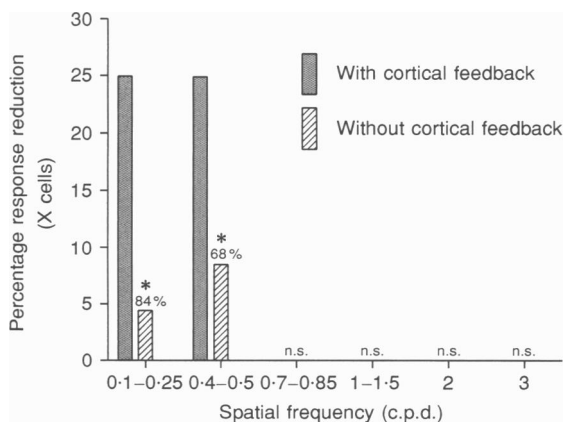 Percentage response reduction
(X cells)
30
25
20
15
10
5
0
With cortical feedback
Without cortical feedback
*
84%
*
68%
n.s.
n.s.
n.s.
n.s.
0·1–0·25
0·4–0·5
0·7–0·85
1–1·5
2
3
Spatial frequency (c.p.d.)